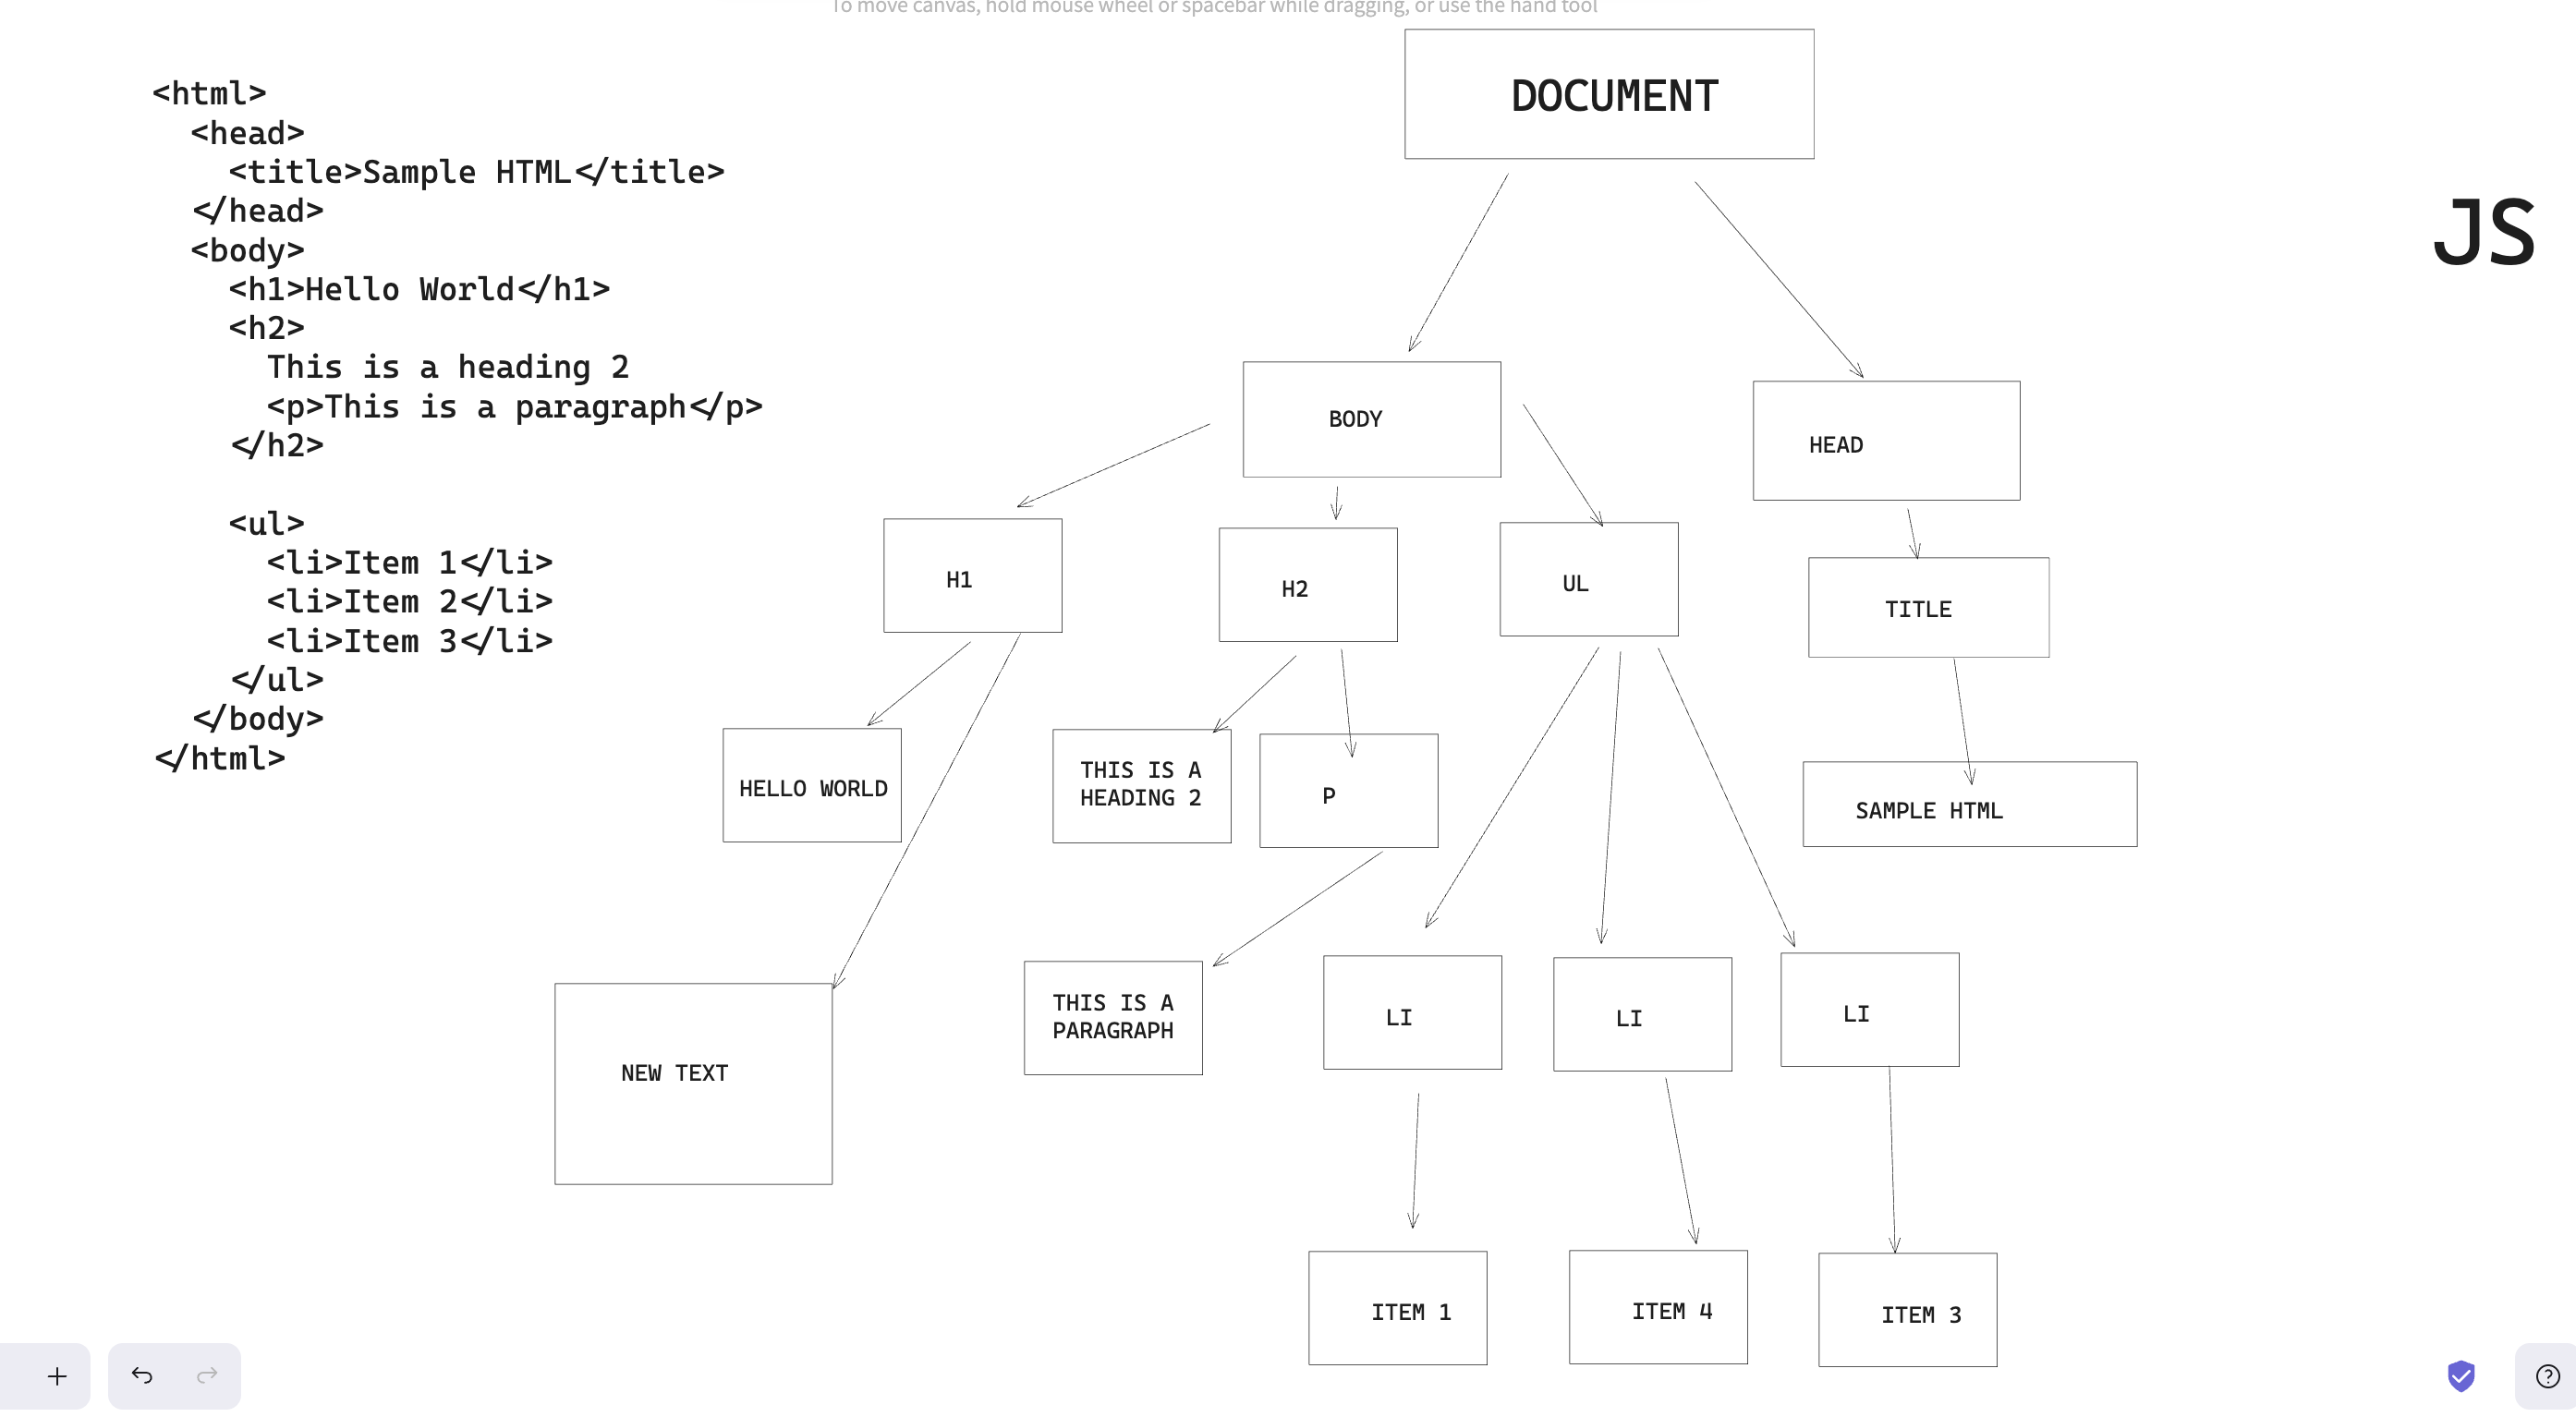 To move canvas, hold mouse wheel or spacebar while dragging, or use the hand tool
<html>
<head>
<title>Sample HTML</title>
</head>
<body>
<h1>Hello World</h1>
<h2>
This is a heading 2
<p>This is a paragraph</p>
</h2>
<ul>
<li>Item 1</li>
<li>Item 2</li>
<li>Item 3</li>
</ul>
</body>
</html>
DOCUMENT
JS
BODY
HEAD
H1
H2
UL
TITLE
HELLO WORLD
THIS IS A
HEADING 2
P
SAMPLE HTML
NEW TEXT
THIS IS A
PARAGRAPH
LI
LI
LI
ITEM 1
ITEM 4
ITEM 3